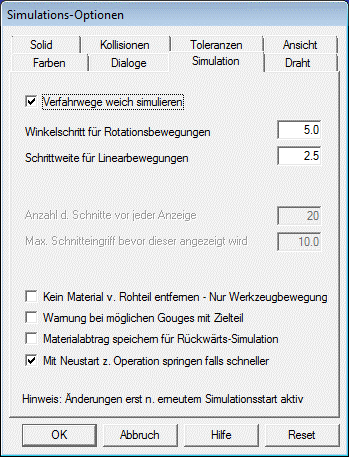 Simulations-Optionen
Solid Kollisionen Toleranzen Ansicht
Farben Dialoge Simulation Draht
Verfahrwege weich simulieren
Winkelschritt für Rotationsbewegungen 5.0
Schrittweite für Linearbewegungen 2.5
Anzahl d. Schnitte vor jeder Anzeige 20
Max. Schnitteingriff bevor dieser angezeigt wird 10.0
Kein Material v. Rohteil entfernen - Nur Werkzeugbewegung
Warnung bei möglichen Gouges mit Zielteil
Materialabtrag speichern für Rückwärts-Simulation
Mit Neustart z. Operation springen falls schneller
Hinweis: Änderungen erst n. erneutem Simulationsstart aktiv
OK Abbruch Hilfe Reset